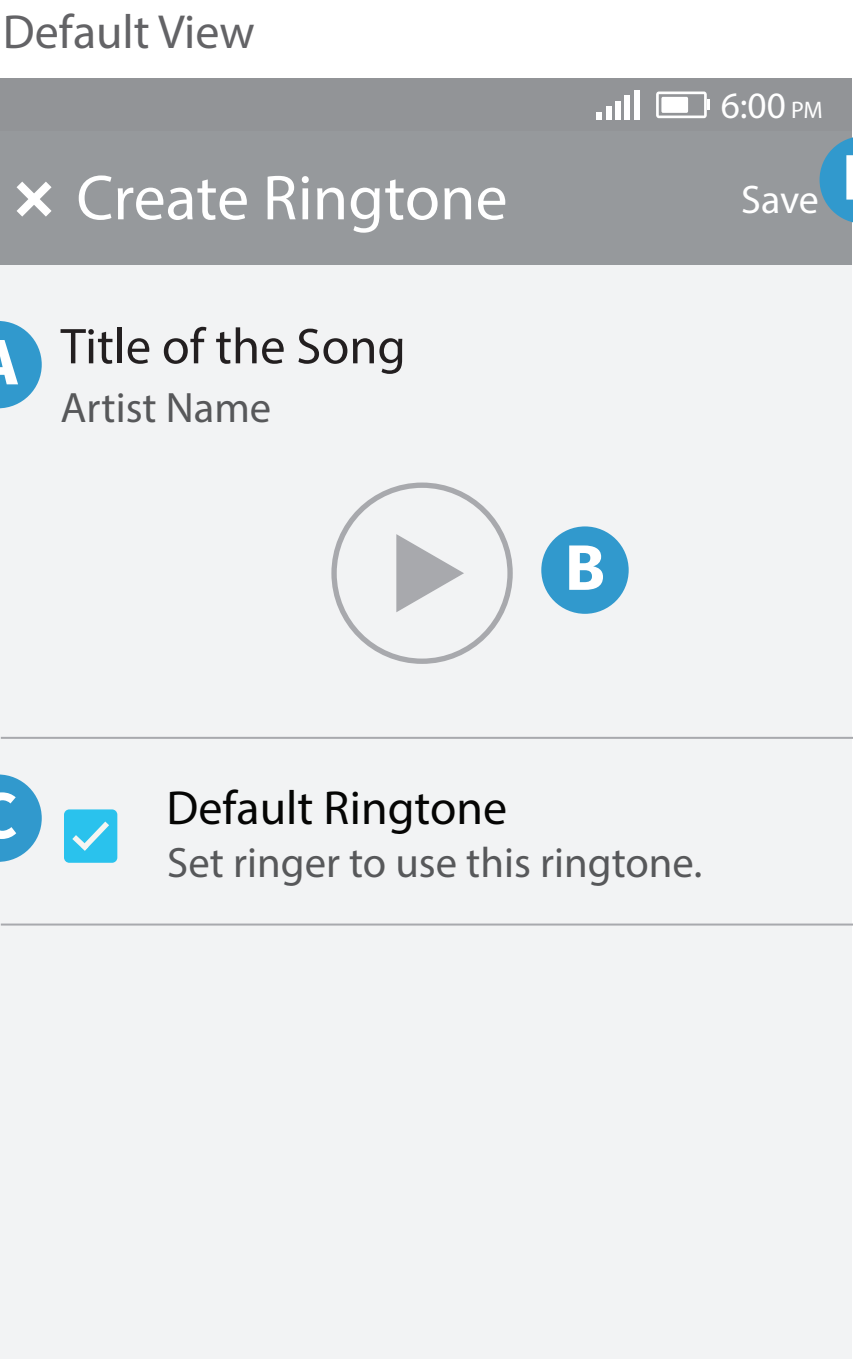 Default View
6:00 PM
× Create Ringtone
Save
A
Title of the Song
Artist Name
B
C
Default Ringtone
Set ringer to use this ringtone.